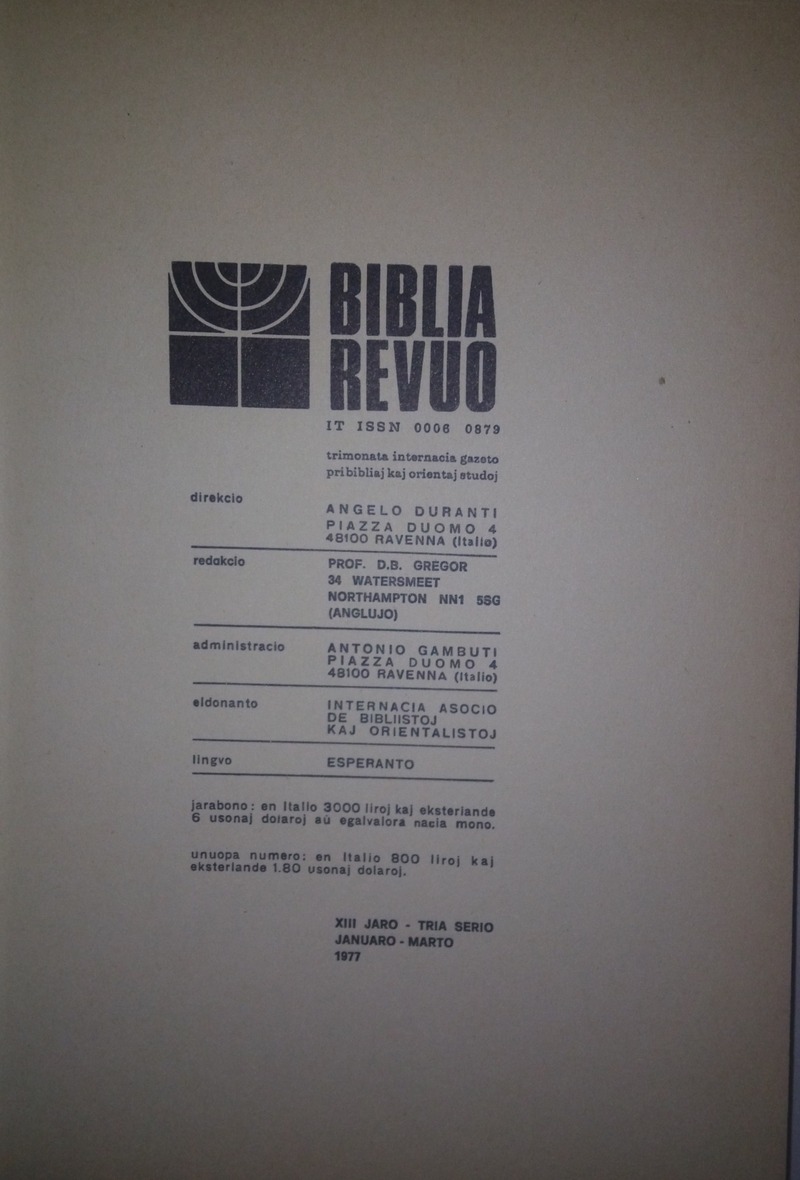 BIBLIA
REVUO
IT ISSN 0006 0879
trimonata internacia gazeto
pri bibliaj kaj orientaj studoj
direkcio
ANGELO DURANTI
PIAZZA DUOMO 4
48100 RAVENNA (Italio)
redakcio
PROF. D.B. GREGOR
34 WATERSMEET
NORTHAMPTON NN1 5SG
(ANGLUJO)
administracio
ANTONIO GAMBUTI
PIAZZA DUOMO 4
48100 RAVENNA (Italio)
eldonanto
INTERNACIA ASOCIO
DE BIBLIISTOJ
KAJ ORIENTALISTOJ
lingvo
ESPERANTO
jarabono: en Italio 3000 liroj kaj eksterlande
6 usonaj dolaroj aŭ egalvalora nacia mono.
unuopa numero: en Italio 800 liroj kaj
eksterlande 1.80 usonaj dolaroj.
XIII JARO - TRIA SERIO
JANUARO - MARTO
1977